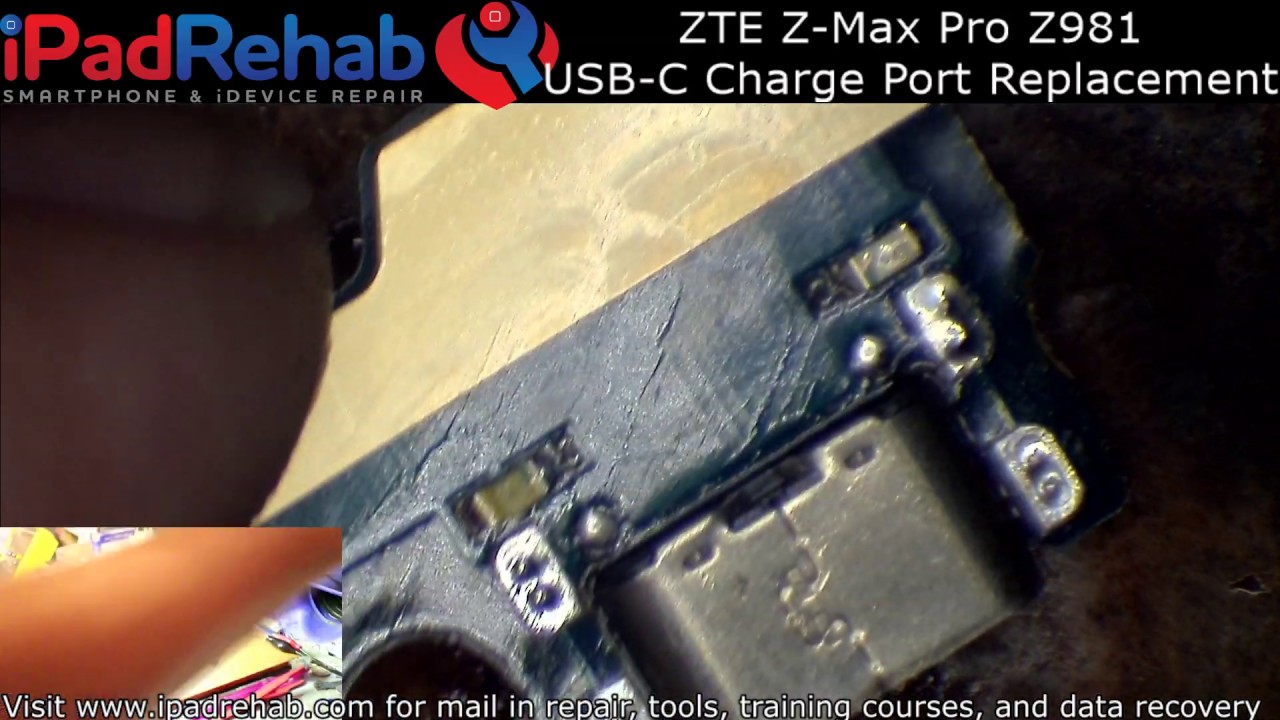 iPadRehab
SMARTPHONE & iDEVICE REPAIR
ZTE Z-Max Pro Z981
USB-C Charge Port Replacement
Visit www.ipadrehab.com for mail in repair, tools, training courses, and data recovery